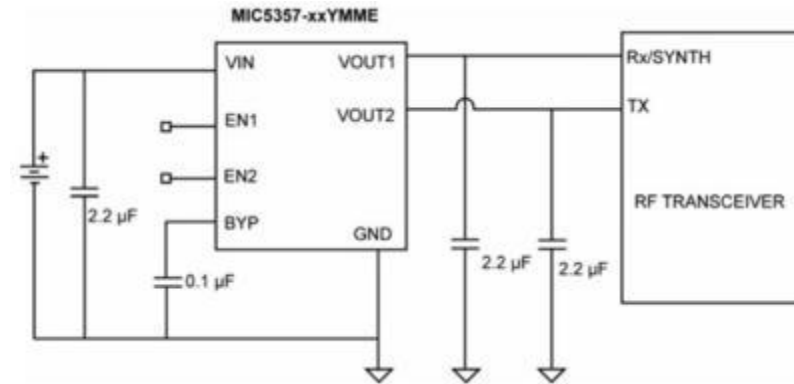 MIC5357-xxYMME
VIN
VOUT1
Rx/SYNTH
EN1
VOUT2
TX
+
EN2
2.2 µF
BYP
GND
RF TRANSCEIVER
0.1 µF
2.2 µF
2.2 µF